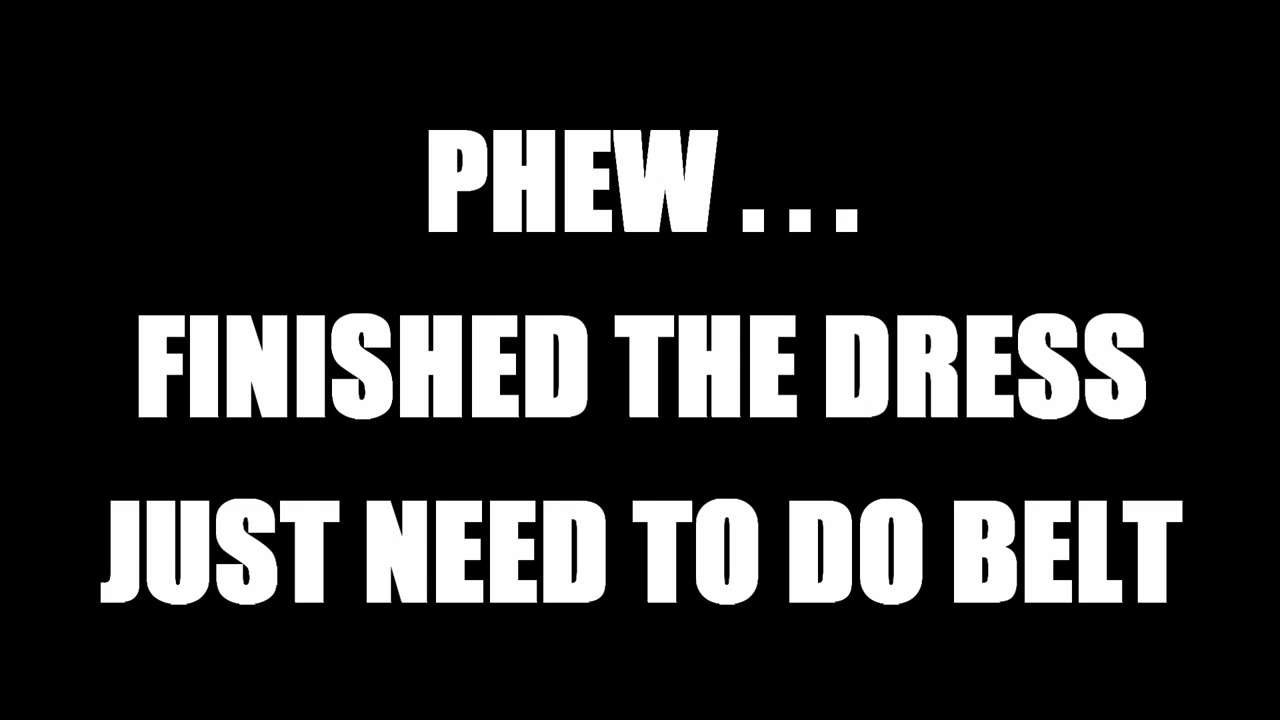 PHEW . . .
FINISHED THE DRESS
JUST NEED TO DO BELT